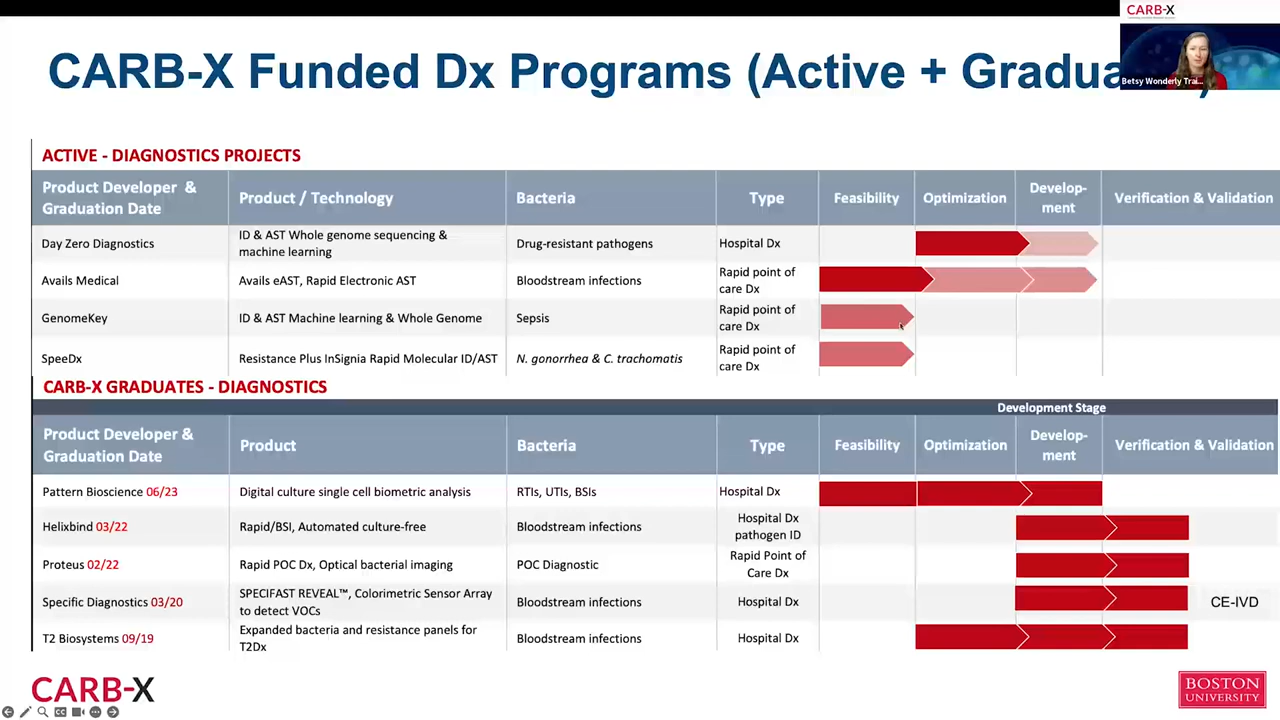 CARB-X
CARB-X Funded Dx Programs (Active + Gradua
Betsy Wonderly Trai...
ACTIVE - DIAGNOSTICS PROJECTS
Product Developer &
Graduation Date
Product / Technology
Bacteria
Type
Feasibility
Optimization
Develop-
ment
Verification & Validation
Day Zero Diagnostics
ID & AST Whole genome sequencing &
machine learning
Drug-resistant pathogens
Hospital Dx
Avails Medical
Avails eAST, Rapid Electronic AST
Bloodstream infections
Rapid point of
care Dx
GenomeKey
ID & AST Machine learning & Whole Genome
Sepsis
Rapid point of
care Dx
SpeeDx
Resistance Plus InSignia Rapid Molecular ID/AST
N. gonorrhea & C. trachomatis
Rapid point of
care Dx
CARB-X GRADUATES - DIAGNOSTICS
Development Stage
Product Developer &
Graduation Date
Product
Bacteria
Type
Feasibility
Optimization
Develop-
ment
Verification & Validation
Pattern Bioscience 06/23
Digital culture single cell biometric analysis
RTIs, UTIs, BSIs
Hospital Dx
Helixbind 03/22
Rapid/BSI, Automated culture-free
Bloodstream infections
Hospital Dx
pathogen ID
Proteus 02/22
Rapid POC Dx, Optical bacterial imaging
POC Diagnostic
Rapid Point of
Care Dx
Specific Diagnostics 03/20
SPECIFAST REVEAL™, Colorimetric Sensor Array
to detect VOCs
Bloodstream infections
Hospital Dx
CE-IVD
T2 Biosystems 09/19
Expanded bacteria and resistance panels for
T2Dx
Bloodstream infections
Hospital Dx
CARB-X
BOSTON
UNIVERSITY